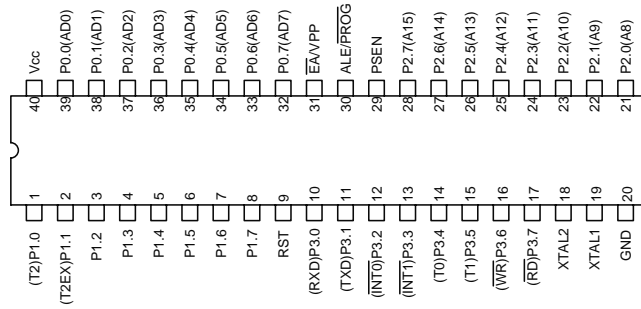 Vcc
P0.0(AD0)
P0.1(AD1)
P0.2(AD2)
P0.3(AD3)
P0.4(AD4)
P0.5(AD5)
P0.6(AD6)
P0.7(AD7)
EA/VPP
ALE/PROG
PSEN
P2.7(A15)
P2.6(A14)
P2.5(A13)
P2.4(A12)
P2.3(A11)
P2.2(A10)
P2.1(A9)
P2.0(A8)
40
39
38
37
36
35
34
33
32
31
30
29
28
27
26
25
24
23
22
21
1
2
3
4
5
6
7
8
9
10
11
12
13
14
15
16
17
18
19
20
(T2)P1.0
(T2EX)P1.1
P1.2
P1.3
P1.4
P1.5
P1.6
P1.7
RST
(RXD)P3.0
(TXD)P3.1
(INT0)P3.2
(INT1)P3.3
(T0)P3.4
(T1)P3.5
(WR)P3.6
(RD)P3.7
XTAL2
XTAL1
GND